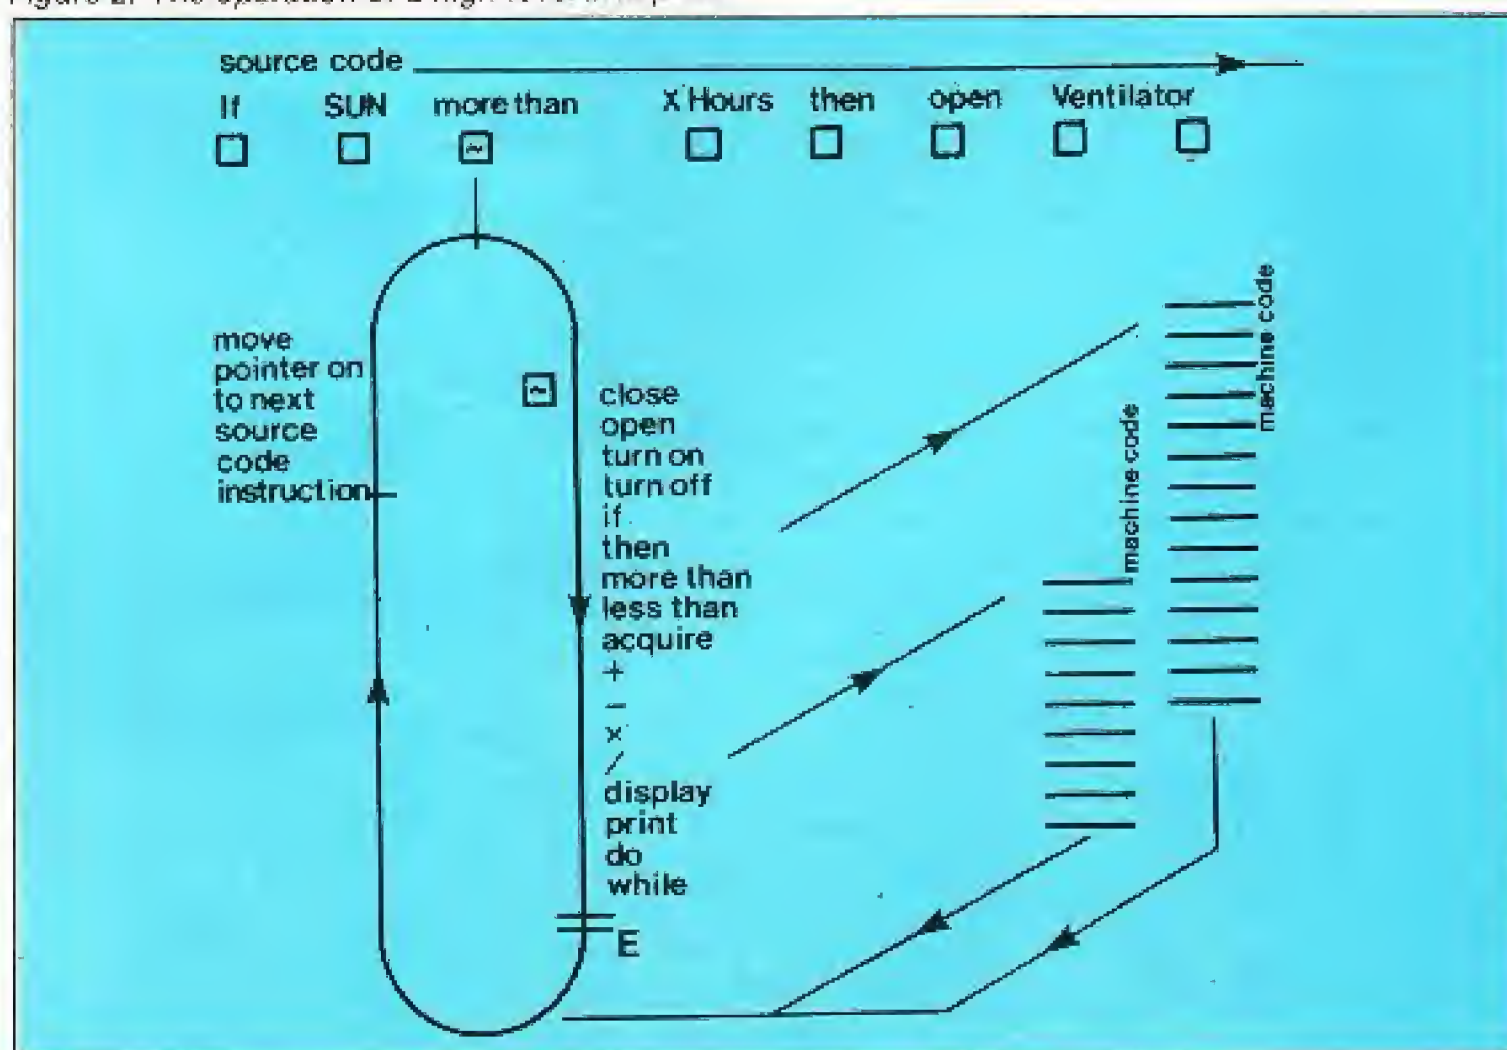 source code
If SUN more than X Hours then open Ventilator
move
pointer on
to next
source
code
instruction
close
open
turn on
turn off
if
then
more than
less than
acquire
+
−
×
/
display
print
do
while
E
machine code
machine code